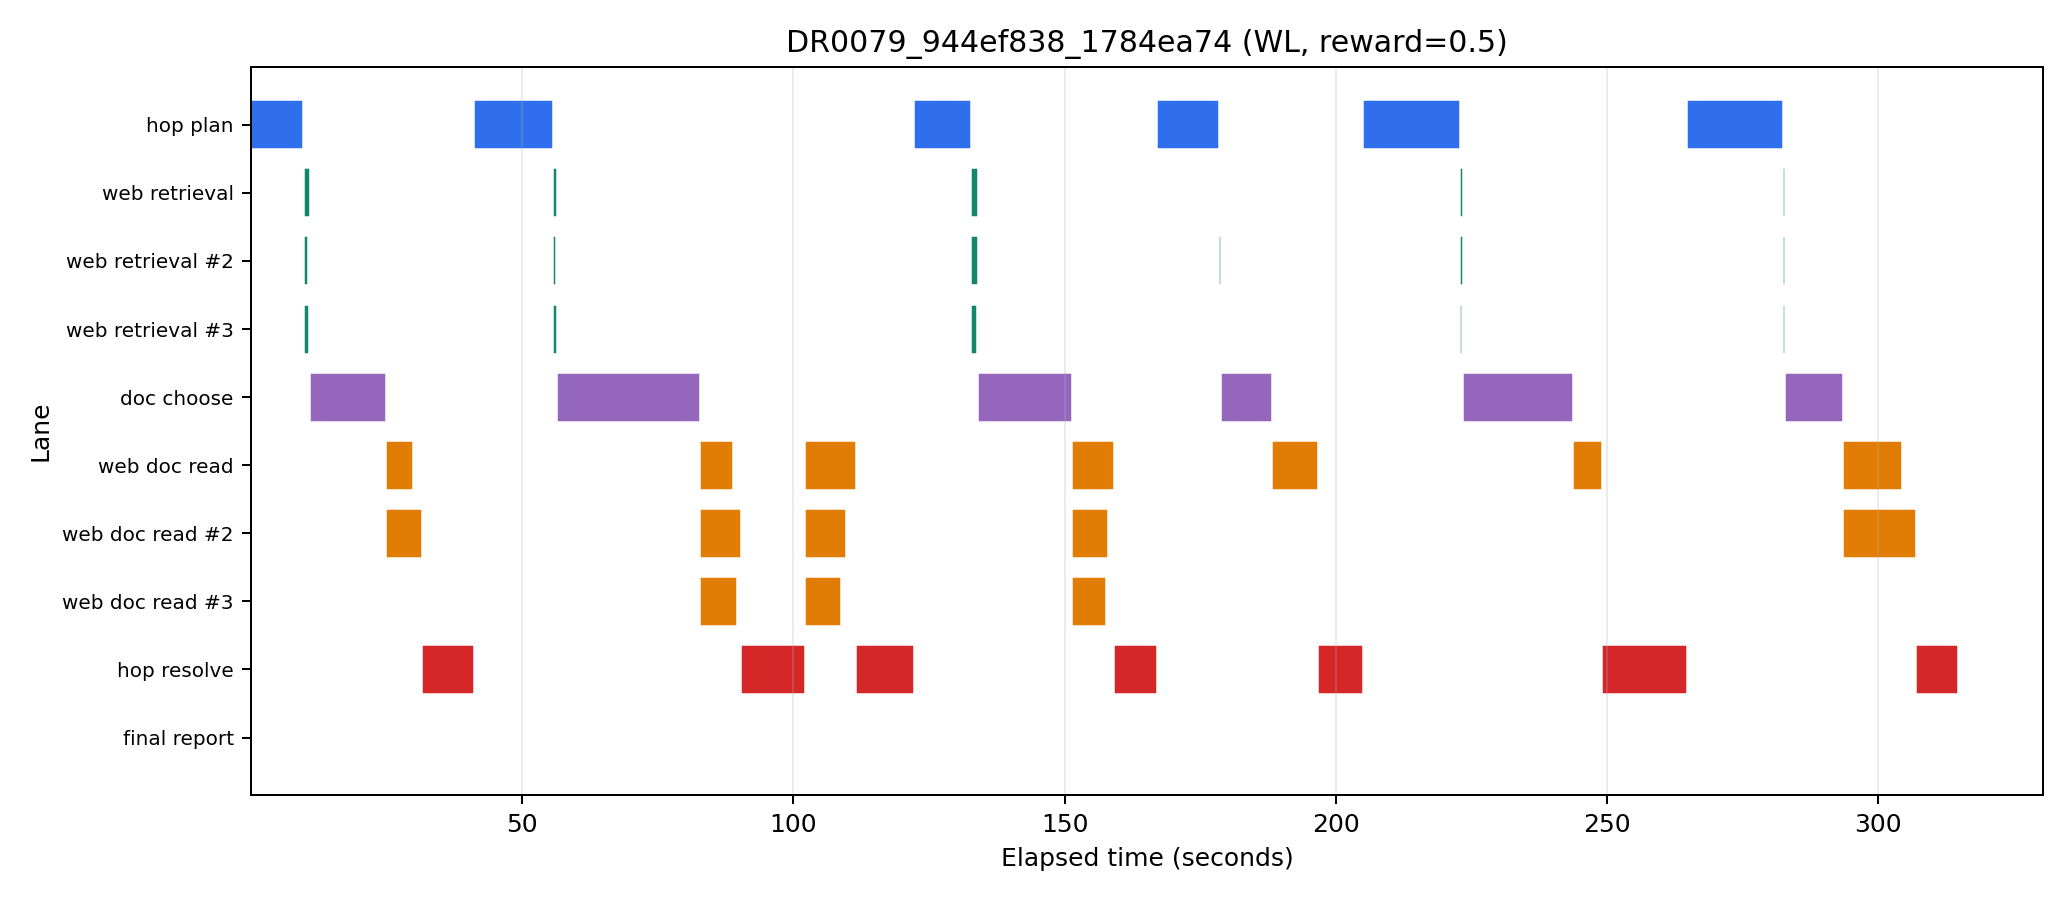 DR0079_944ef838_1784ea74 (WL, reward=0.5)
Lane
hop plan
web retrieval
web retrieval #2
web retrieval #3
doc choose
web doc read
web doc read #2
web doc read #3
hop resolve
final report
50 100 150 200 250 300
Elapsed time (seconds)